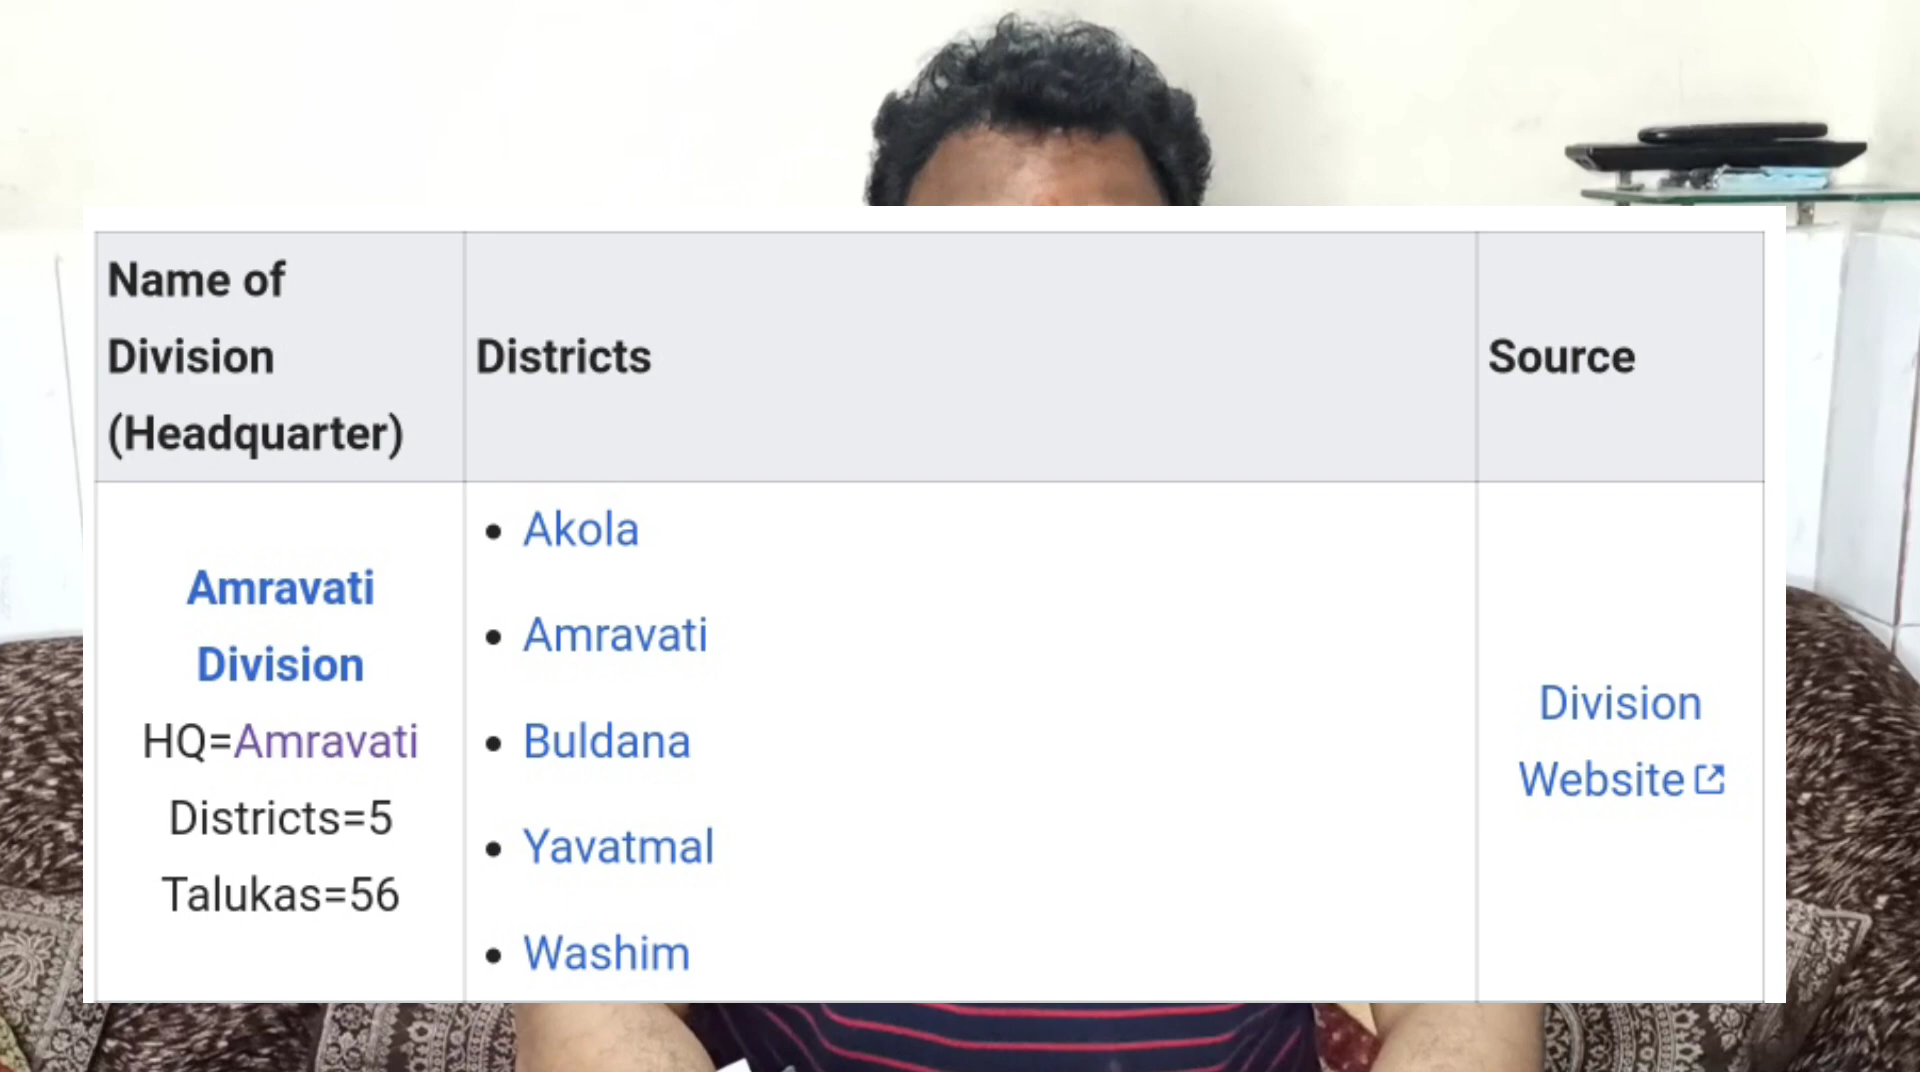 Name of
Division
(Headquarter)
Districts
Source
Amravati
Division
HQ=Amravati
Districts=5
Talukas=56
• Akola
• Amravati
• Buldana
• Yavatmal
• Washim
Division
Website